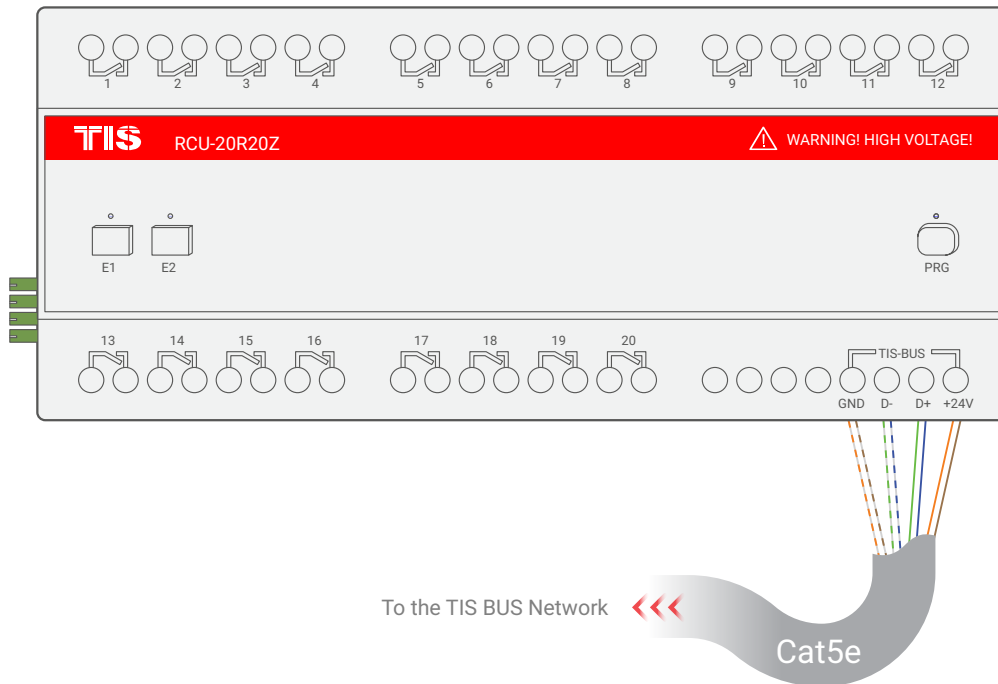 1 2 3 4 5 6 7 8 9 10 11 12
TIS RCU-20R20Z WARNING! HIGH VOLTAGE!
E1 E2 PRG
13 14 15 16 17 18 19 20
TIS-BUS
GND D- D+ +24V
To the TIS BUS Network
Cat5e